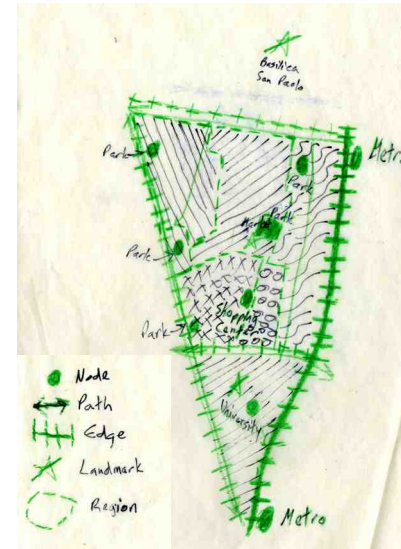 Basilica
San Paolo
Metro
Park
Park
Park
Market
Park
Shopping
Center
Park
University
Metro
Node
Path
Edge
Landmark
Region